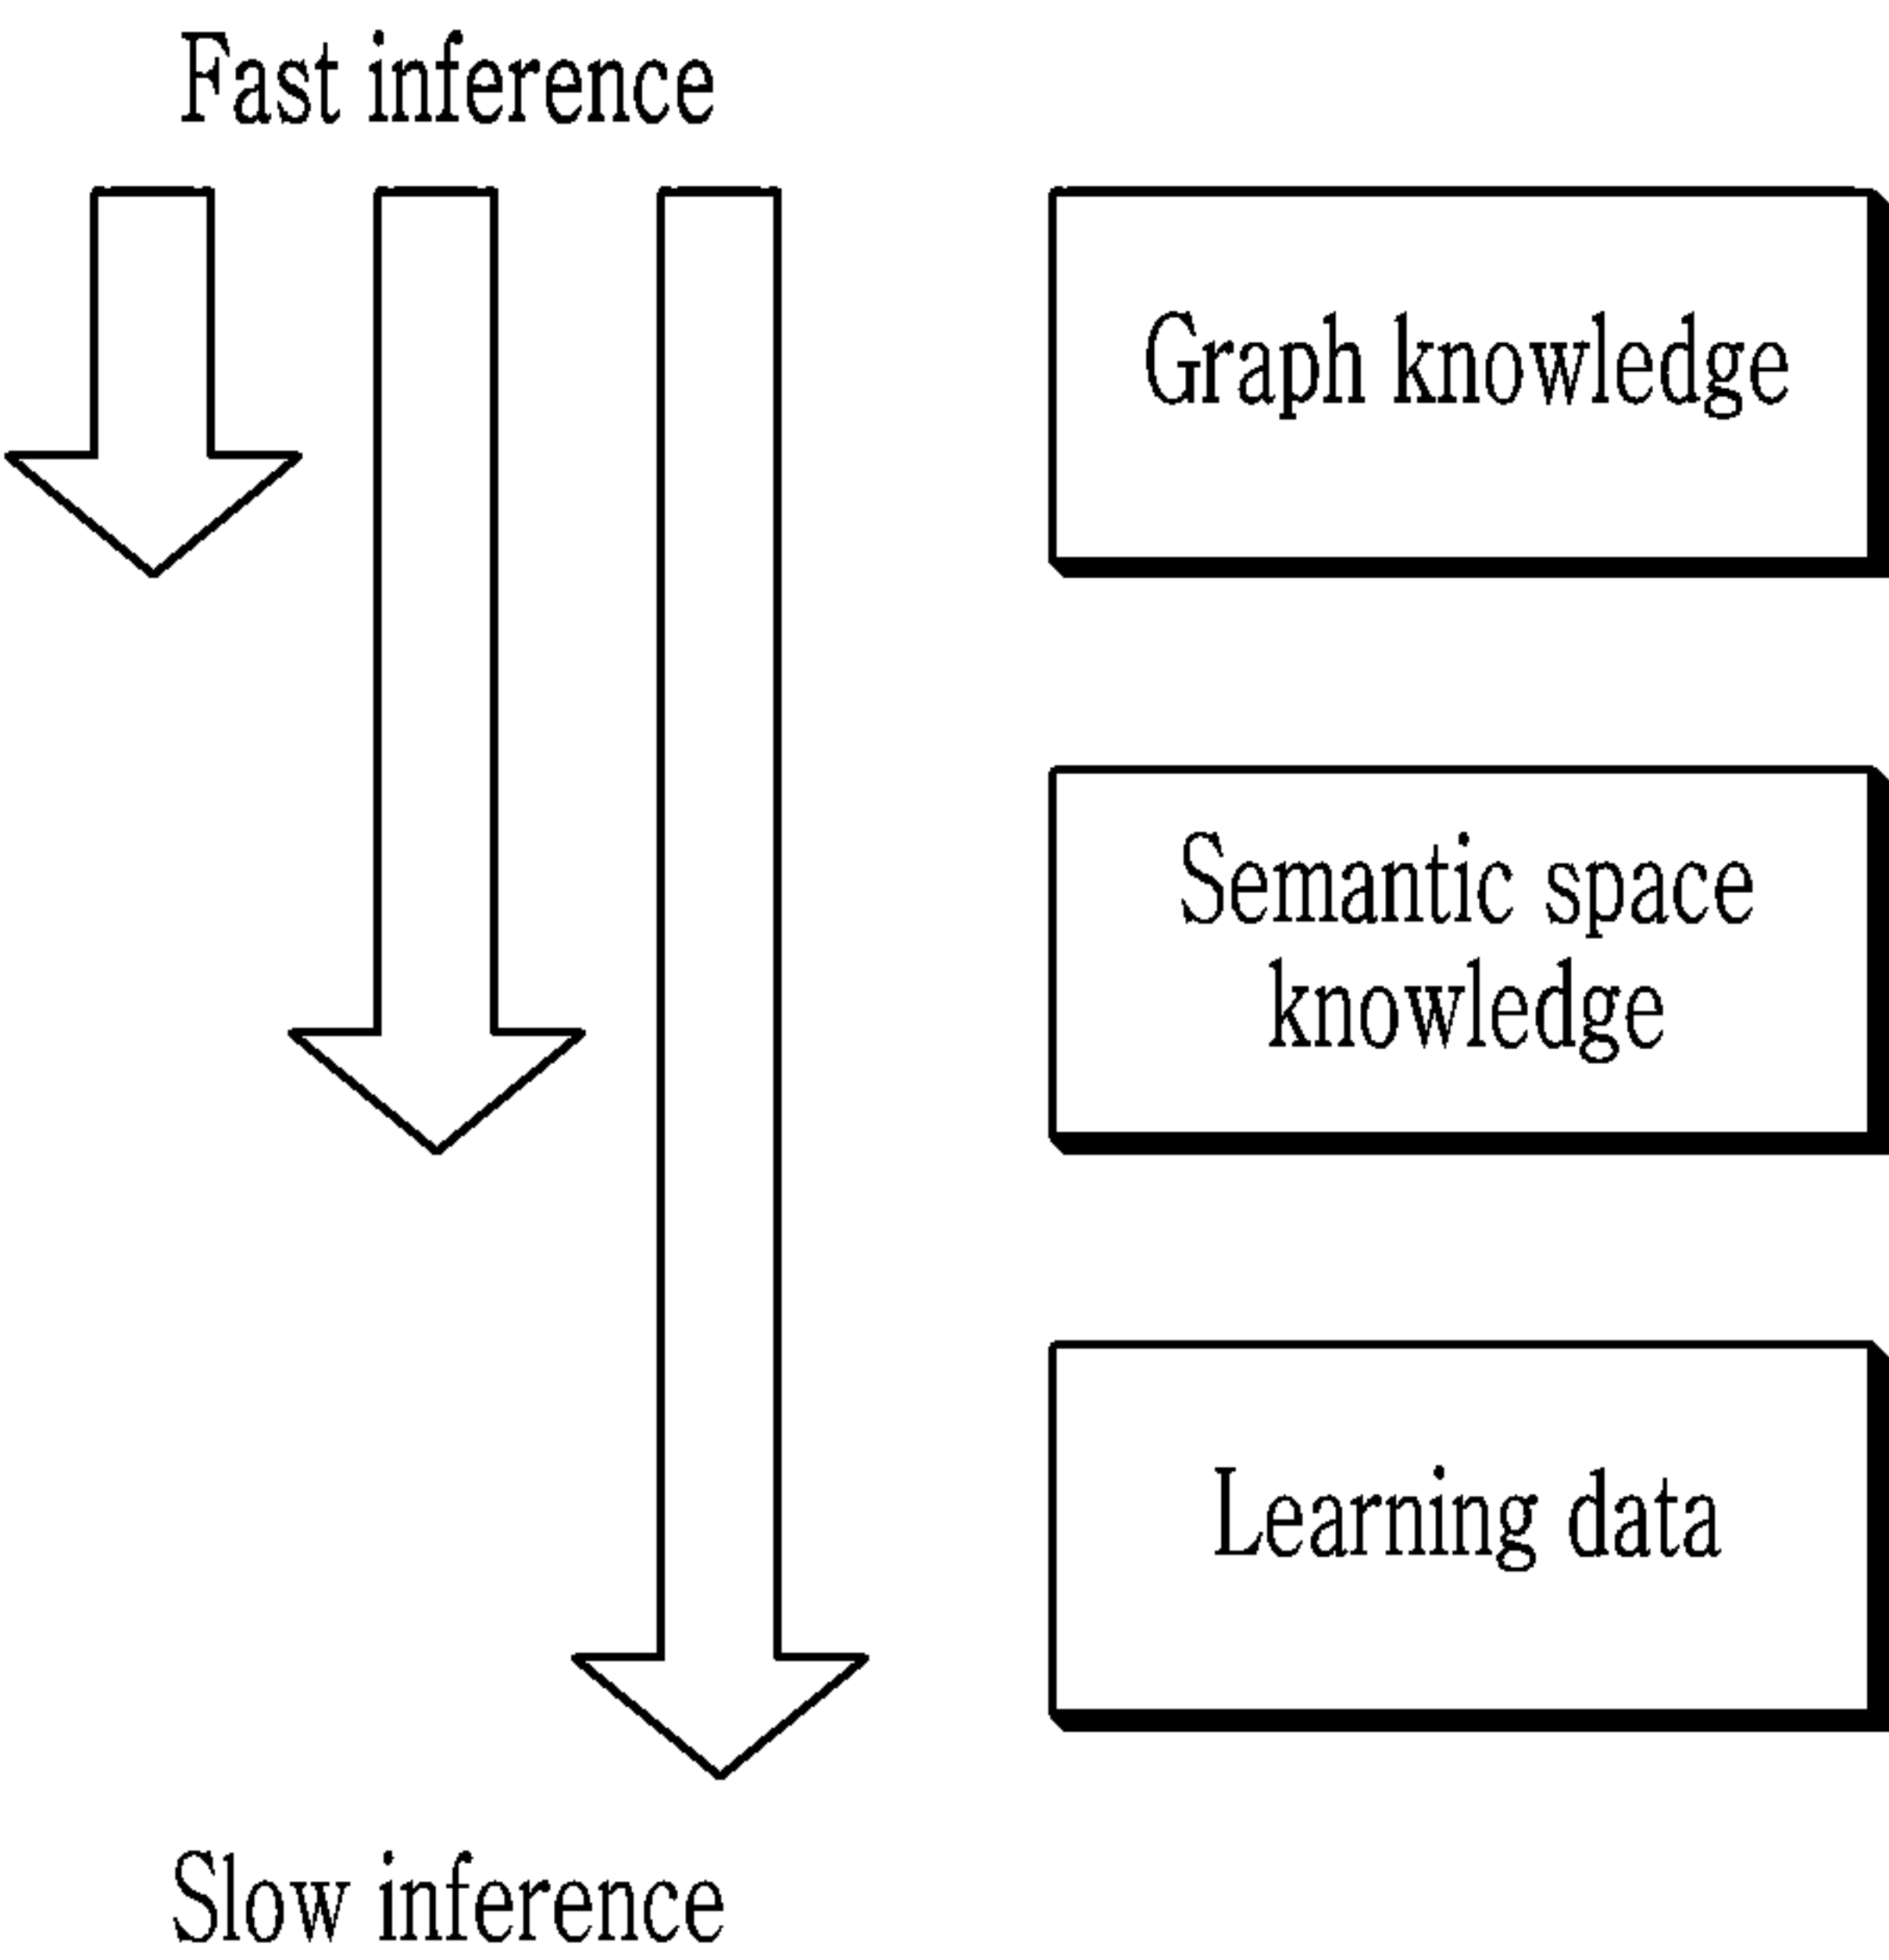 Fast inference
Graph knowledge
Semantic space
knowledge
Learning data
Slow inference